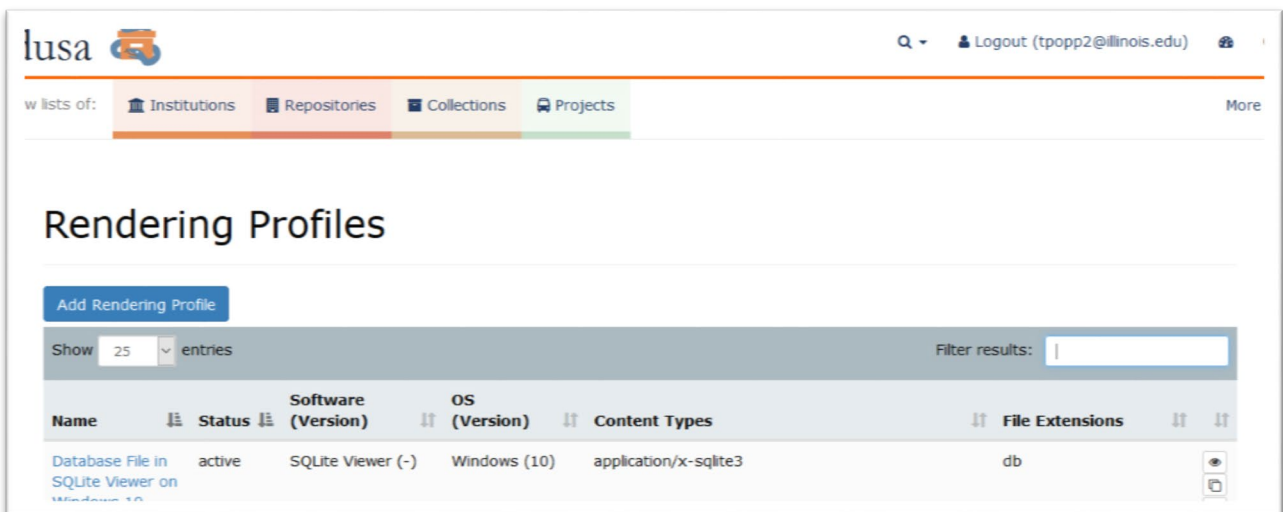 lusa
Logout (tpopp2@illinois.edu)
w lists of: Institutions Repositories Collections Projects More
Rendering Profiles
Add Rendering Profile
Show 25 entries Filter results:
Name Status Software (Version) OS (Version) Content Types File Extensions
Database File in active SQLite Viewer (-) Windows (10) application/x-sqlite3 db
SQLite Viewer on
Windows 10